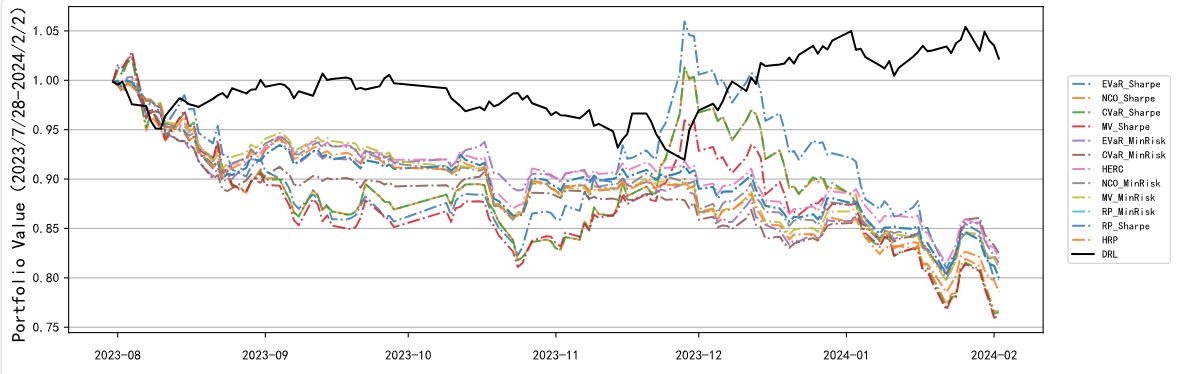 Portfolio Value (2023/7/28-2024/2/2)
1.05
1.00
0.95
0.90
0.85
0.80
0.75
2023-08
2023-09
2023-10
2023-11
2023-12
2024-01
2024-02
EVaR_Sharpe
NCO_Sharpe
CVaR_Sharpe
MV_Sharpe
EVaR_MinRisk
CVaR_MinRisk
HERC
NCO_MinRisk
MV_MinRisk
RP_MinRisk
RP_Sharpe
HRP
DRL